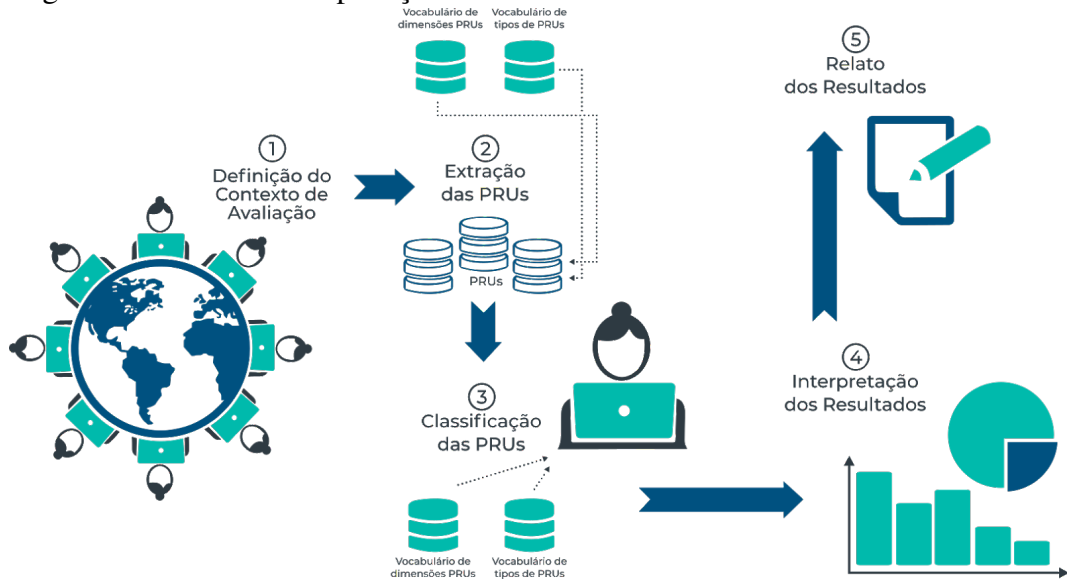 Vocabulário de
dimensões PRUs
Vocabulário de
tipos de PRUs
1
Definição do
Contexto de
Avaliação
2
Extração
das PRUs
PRUs
3
Classificação
das PRUs
Vocabulário de
dimensões PRUs
Vocabulário de
tipos de PRUs
4
Interpretação
dos Resultados
5
Relato
dos Resultados